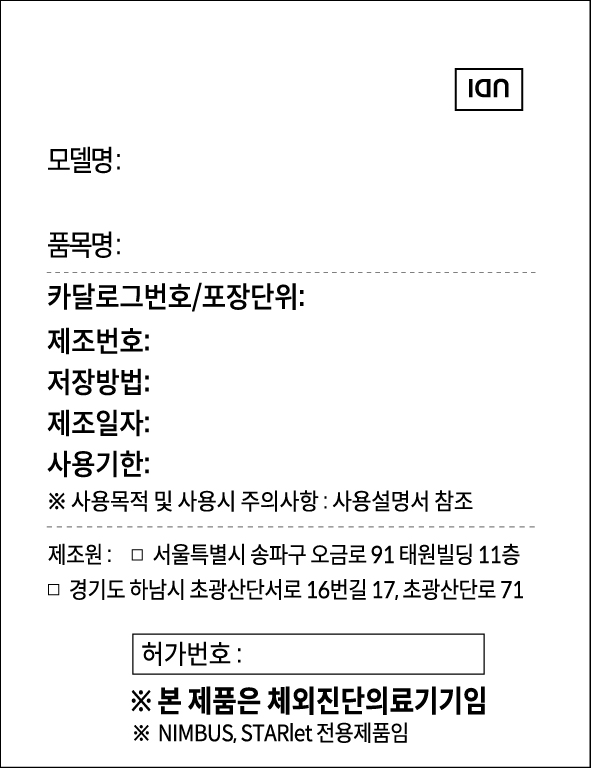 UDI
모델명:
품목명:
카달로그번호/포장단위:
제조번호:
저장방법:
제조일자:
사용기한:
※ 사용목적 및 사용시 주의사항 : 사용설명서 참조
제조원 : □ 서울특별시 송파구 오금로 91 태원빌딩 11층
□ 경기도 하남시 초광산단서로 16번길 17, 초광산단로 71
허가번호 :
※ 본 제품은 체외진단의료기기임
※ NIMBUS, STARlet 전용제품임